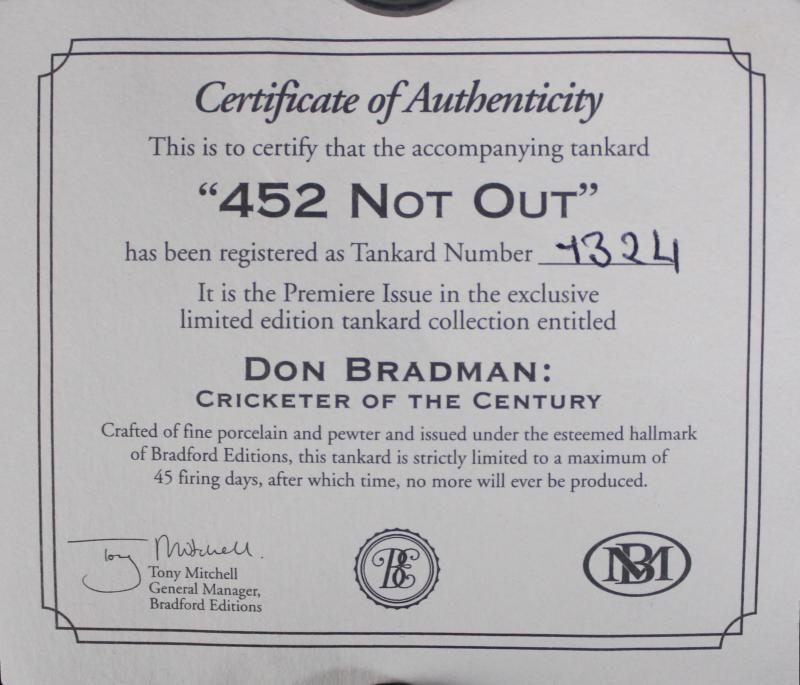 Certificate of Authenticity
This is to certify that the accompanying tankard
“452 Not Out”
has been registered as Tankard Number 1324
It is the Premiere Issue in the exclusive
limited edition tankard collection entitled
Don Bradman:
Cricketer of the Century
Crafted of fine porcelain and pewter and issued under the esteemed hallmark
of Bradford Editions, this tankard is strictly limited to a maximum of
45 firing days, after which time, no more will ever be produced.
Tony Mitchell.
Tony Mitchell
General Manager,
Bradford Editions
BE